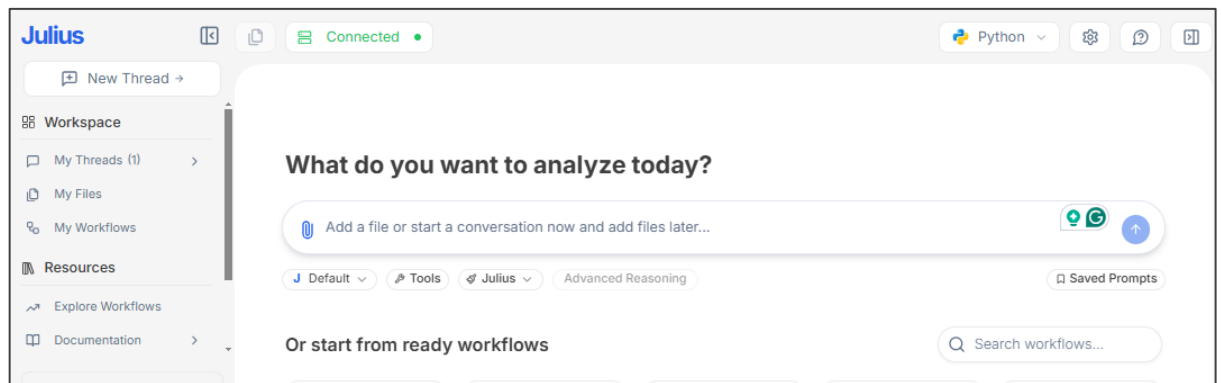 Julius
Connected
Python
New Thread →
Workspace
My Threads (1)
My Files
My Workflows
Resources
Explore Workflows
Documentation
What do you want to analyze today?
Add a file or start a conversation now and add files later...
J Default
Tools
Julius
Advanced Reasoning
Saved Prompts
Or start from ready workflows
Search workflows...